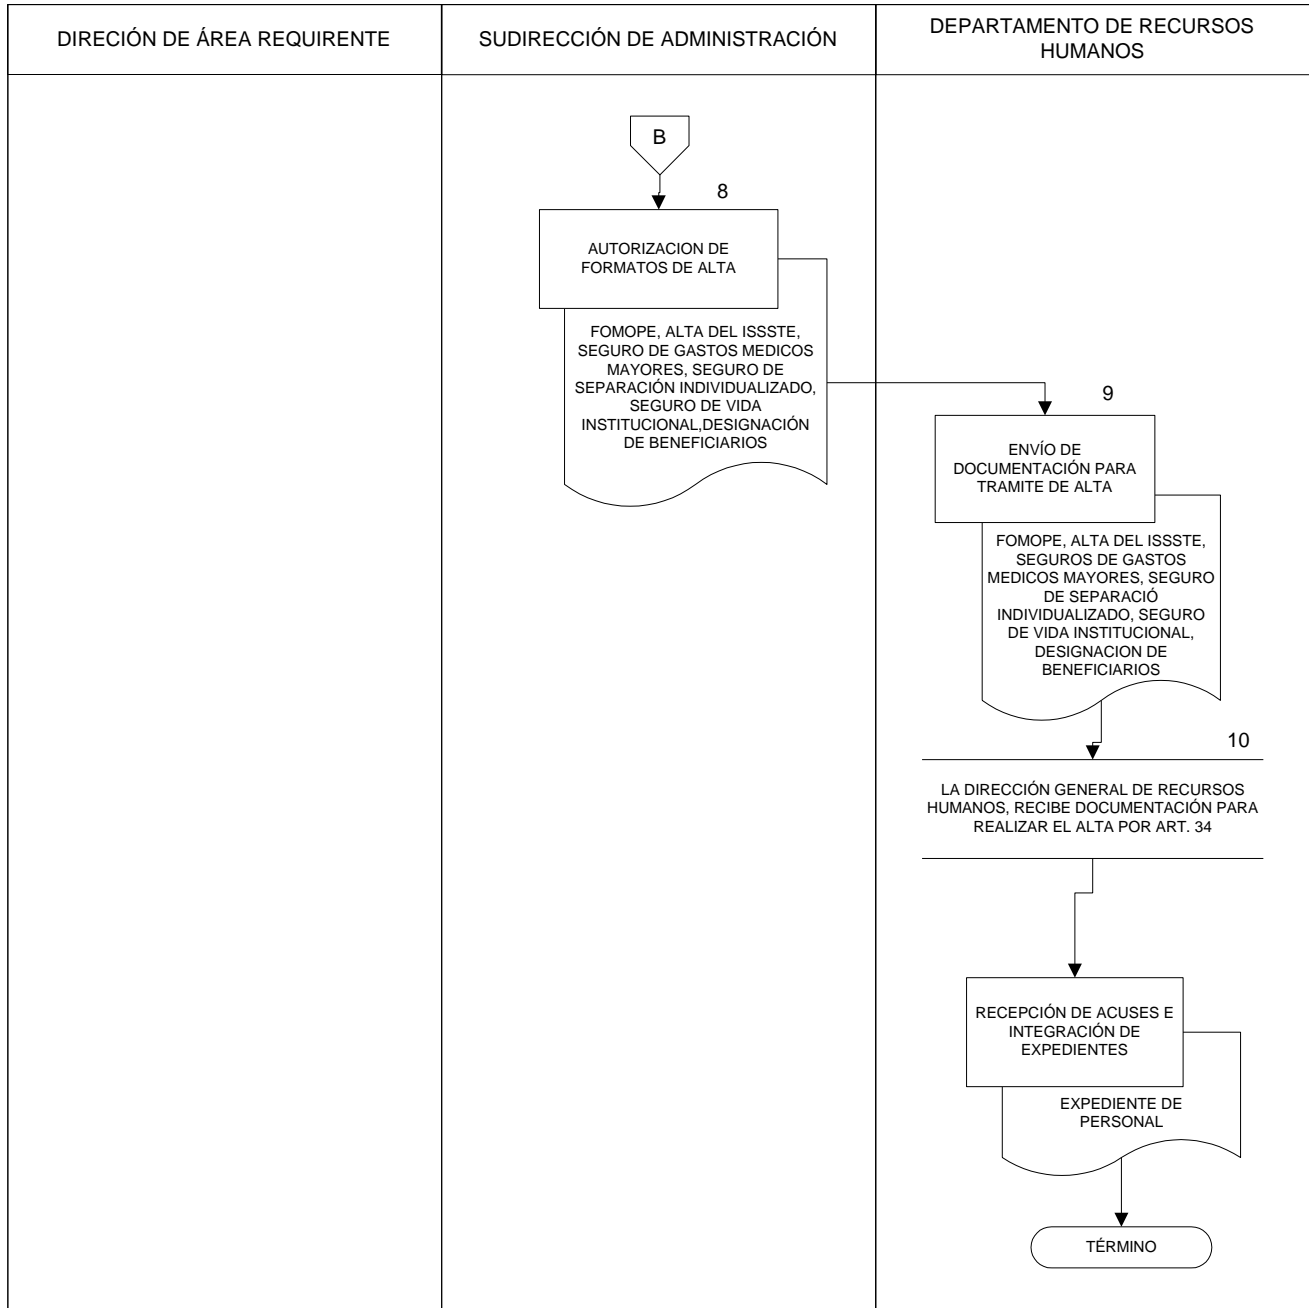 DIRECIÓN DE ÁREA REQUIRENTE
SUDIRECCIÓN DE ADMINISTRACIÓN
DEPARTAMENTO DE RECURSOS
HUMANOS
B
8
AUTORIZACION DE
FORMATOS DE ALTA
FOMOPE, ALTA DEL ISSSTE,
SEGURO DE GASTOS MEDICOS
MAYORES, SEGURO DE
SEPARACIÓN INDIVIDUALIZADO,
SEGURO DE VIDA
INSTITUCIONAL,DESIGNACIÓN
DE BENEFICIARIOS
9
ENVÍO DE
DOCUMENTACIÓN PARA
TRAMITE DE ALTA
FOMOPE, ALTA DEL ISSSTE,
SEGUROS DE GASTOS
MEDICOS MAYORES, SEGURO
DE SEPARACIÓ
INDIVIDUALIZADO, SEGURO
DE VIDA INSTITUCIONAL,
DESIGNACION DE
BENEFICIARIOS
10
LA DIRECCIÓN GENERAL DE RECURSOS
HUMANOS, RECIBE DOCUMENTACIÓN PARA
REALIZAR EL ALTA POR ART. 34
RECEPCIÓN DE ACUSES E
INTEGRACIÓN DE
EXPEDIENTES
EXPEDIENTE DE
PERSONAL
TÉRMINO